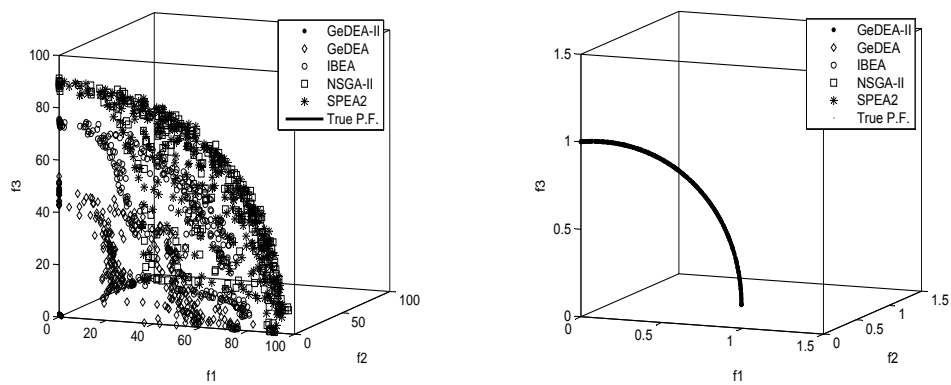 GeDEA-II
GeDEA
IBEA
NSGA-II
SPEA2
True P.F.
100
80
60
40
20
0
f3
0
20
40
60
80
100
f1
0
50
100
f2
GeDEA-II
GeDEA
IBEA
NSGA-II
SPEA2
True P.F.
1.5
1
0.5
0
f3
0
0.5
1
1.5
f1
0
0.5
1
1.5
f2